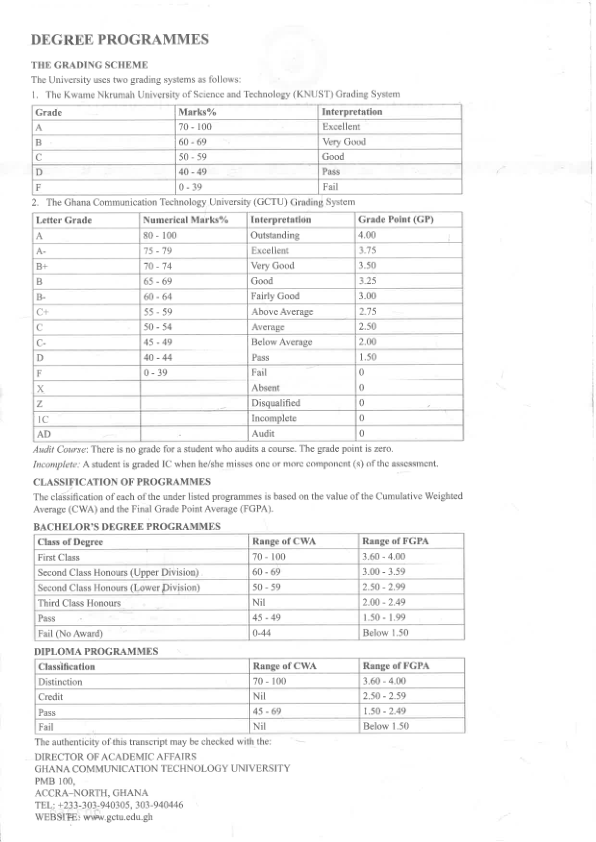 DEGREE PROGRAMMES
THE GRADING SCHEME
The University uses two grading systems as follows:
1. The Kwame Nkrumah University of Science and Technology (KNUST) Grading System
Grade Marks% Interpretation
A 70 - 100 Excellent
B 60 - 69 Very Good
C 50 - 59 Good
D 40 - 49 Pass
F 0 - 39 Fail
2. The Ghana Communication Technology University (GCTU) Grading System
Letter Grade Numerical Marks% Interpretation Grade Point (GP)
A 80 - 100 Outstanding 4.00
A- 75 - 79 Excellent 3.75
B+ 70 - 74 Very Good 3.50
B 65 - 69 Good 3.25
B- 60 - 64 Fairly Good 3.00
C+ 55 - 59 Above Average 2.75
C 50 - 54 Average 2.50
C- 45 - 49 Below Average 2.00
D 40 - 44 Pass 1.50
F 0 - 39 Fail 0
X Absent 0
Z Disqualified 0
IC Incomplete 0
AD Audit 0
Audit Course: There is no grade for a student who audits a course. The grade point is zero.
Incomplete: A student is graded IC when he/she misses one or more component (s) of the assessment.
CLASSIFICATION OF PROGRAMMES
The classification of each of the under listed programmes is based on the value of the Cumulative Weighted
Average (CWA) and the Final Grade Point Average (FGPA).
BACHELOR'S DEGREE PROGRAMMES
Class of Degree Range of CWA Range of FGPA
First Class 70 - 100 3.60 - 4.00
Second Class Honours (Upper Division) 60 - 69 3.00 - 3.59
Second Class Honours (Lower Division) 50 - 59 2.50 - 2.99
Third Class Honours Nil 2.00 - 2.49
Pass 45 - 49 1.50 - 1.99
Fail (No Award) 0-44 Below 1.50
DIPLOMA PROGRAMMES
Classification Range of CWA Range of FGPA
Distinction 70 - 100 3.60 - 4.00
Credit Nil 2.50 - 2.59
Pass 45 - 69 1.50 - 2.49
Fail Nil Below 1.50
The authenticity of this transcript may be checked with the:
DIRECTOR OF ACADEMIC AFFAIRS
GHANA COMMUNICATION TECHNOLOGY UNIVERSITY
PMB 100,
ACCRA–NORTH, GHANA
TEL: +233-303-940305, 303-940446
WEBSITE: www.gctu.edu.gh